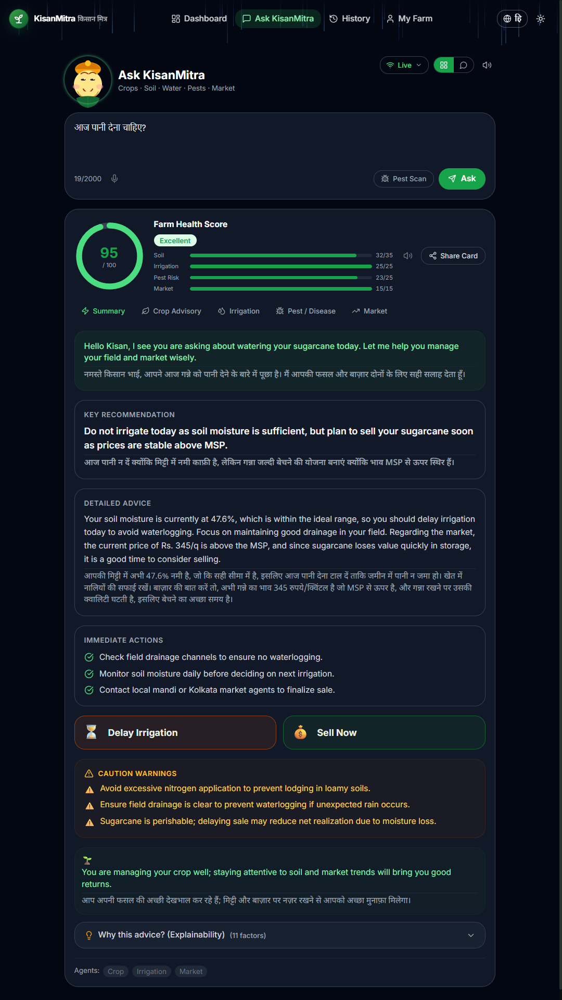 KisanMitra किसान मित्र
Dashboard
Ask KisanMitra
History
My Farm
हि
Ask KisanMitra
Crops · Soil · Water · Pests · Market
Live
आज पानी देना चाहिए?
19/2000
Pest Scan
Ask
95
/ 100
Farm Health Score
Excellent
Soil 32/35
Irrigation 25/25
Pest Risk 23/25
Market 15/15
Share Card
Summary
Crop Advisory
Irrigation
Pest / Disease
Market
Hello Kisan, I see you are asking about watering your sugarcane today. Let me help you manage
your field and market wisely.
नमस्ते किसान भाई, आपने आज गन्ने को पानी देने के बारे में पूछा है। मैं आपकी फसल और बाज़ार दोनों के लिए सही सलाह देता हूँ।
KEY RECOMMENDATION
Do not irrigate today as soil moisture is sufficient, but plan to sell your sugarcane soon
as prices are stable above MSP.
आज पानी न दें क्योंकि मिट्टी में नमी काफ़ी है, लेकिन गन्ना जल्दी बेचने की योजना बनाएं क्योंकि भाव MSP से ऊपर स्थिर हैं।
DETAILED ADVICE
Your soil moisture is currently at 47.6%, which is within the ideal range, so you should delay irrigation
today to avoid waterlogging. Focus on maintaining good drainage in your field. Regarding the market,
the current price of Rs. 345/q is above the MSP, and since sugarcane loses value quickly in storage,
it is a good time to consider selling.
आपकी मिट्टी में अभी 47.6% नमी है, जो कि सही सीमा में है, इसलिए आज पानी देना टाल दें ताकि जमीन में पानी न जमा हो। खेत में
नालियों की सफाई रखें। बाज़ार की बात करें तो, अभी गन्ने का भाव 345 रुपये/क्विंटल है जो MSP से ऊपर है, और गन्ना रखने पर उसकी
क्वालिटी घटती है, इसलिए बेचने का अच्छा समय है।
IMMEDIATE ACTIONS
Check field drainage channels to ensure no waterlogging.
Monitor soil moisture daily before deciding on next irrigation.
Contact local mandi or Kolkata market agents to finalize sale.
Delay Irrigation
Sell Now
CAUTION WARNINGS
Avoid excessive nitrogen application to prevent lodging in loamy soils.
Ensure field drainage is clear to prevent waterlogging if unexpected rain occurs.
Sugarcane is perishable; delaying sale may reduce net realization due to moisture loss.
You are managing your crop well; staying attentive to soil and market trends will bring you good
returns.
आप अपनी फसल की अच्छी देखभाल कर रहे हैं; मिट्टी और बाज़ार पर नज़र रखने से आपको अच्छा मुनाफ़ा मिलेगा।
Why this advice? (Explainability) (11 factors)
Agents: Crop Irrigation Market